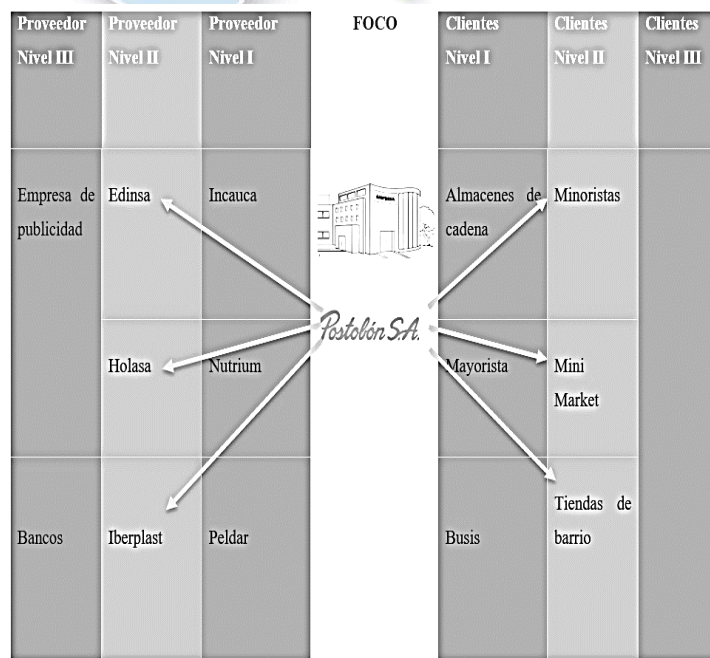 Proveedor Nivel III
Proveedor Nivel II
Proveedor Nivel I
FOCO
Clientes Nivel I
Clientes Nivel II
Clientes Nivel III
Empresa de publicidad
Edinsa
Incauca
EMPRESA
Almacenes de cadena
Minoristas
Postobón S.A.
Holasa
Nutrium
Mayorista
Mini Market
Bancos
Iberplast
Peldar
Busis
Tiendas de barrio